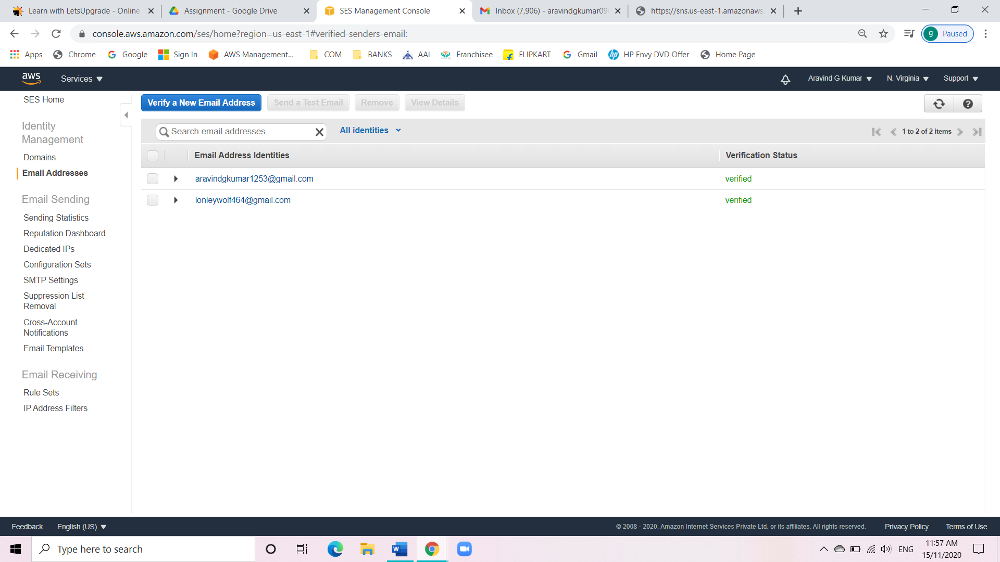 Learn with LetsUpgrade - Online
Assignment - Google Drive
SES Management Console
Inbox (7,906) - aravindgkumar09
https://sns.us-east-1.amazonaws.
console.aws.amazon.com/ses/home?region=us-east-1#verified-senders-email:
g Paused
Apps Chrome Google Sign In AWS Management... COM BANKS AAI Franchisee FLIPKART Gmail HP Envy DVD Offer Home Page
aws Services Aravind G Kumar N. Virginia Support
SES Home
Identity
Management
Domains
Email Addresses
Email Sending
Sending Statistics
Reputation Dashboard
Dedicated IPs
Configuration Sets
SMTP Settings
Suppression List
Removal
Cross-Account
Notifications
Email Templates
Email Receiving
Rule Sets
IP Address Filters
Verify a New Email Address Send a Test Email Remove View Details
Search email addresses All identities 1 to 2 of 2 items
Email Address Identities Verification Status
aravindgkumar1253@gmail.com verified
lonleywolf464@gmail.com verified
Feedback English (US) © 2008 - 2020, Amazon Internet Services Private Ltd. or its affiliates. All rights reserved. Privacy Policy Terms of Use
Type here to search
ENG
11:57 AM
15/11/2020